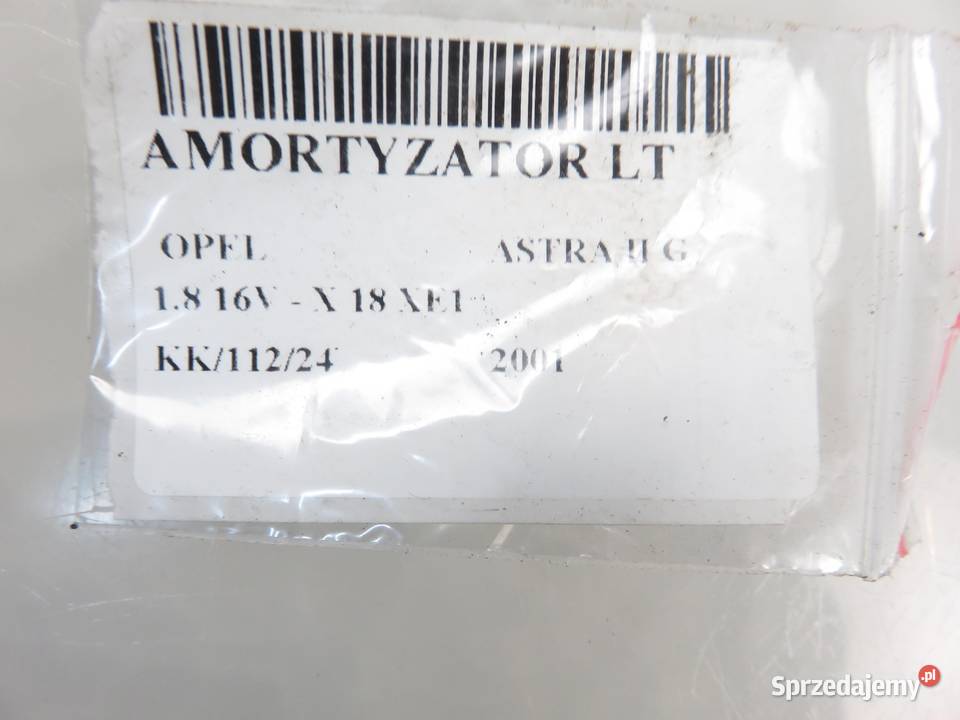 AMORTYZATOR LT
OPEL ASTRA II G
1.8 16V - X 18 XE1
KK/112/24 2001
Sprzedajemy.pl